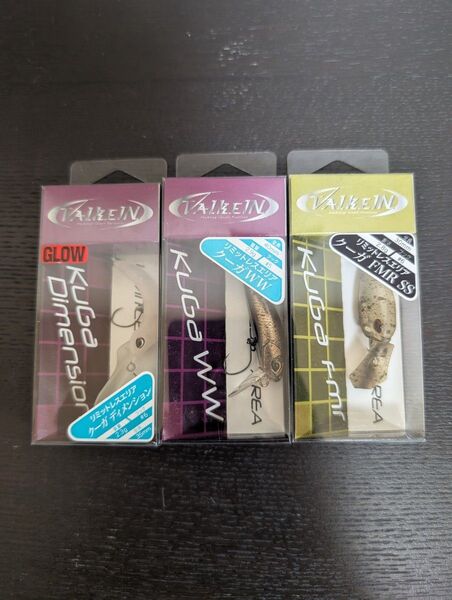 VALKEIN
GLOW
Kuga
Dimension
リミットレスエリア
クーガ ディメンション
VALKEIN
リミットレスエリア
クーガ WW
Kuga WW
REA
VALKEIN
リミットレスエリア
クーガ FMR SS
Kuga fmr
REA